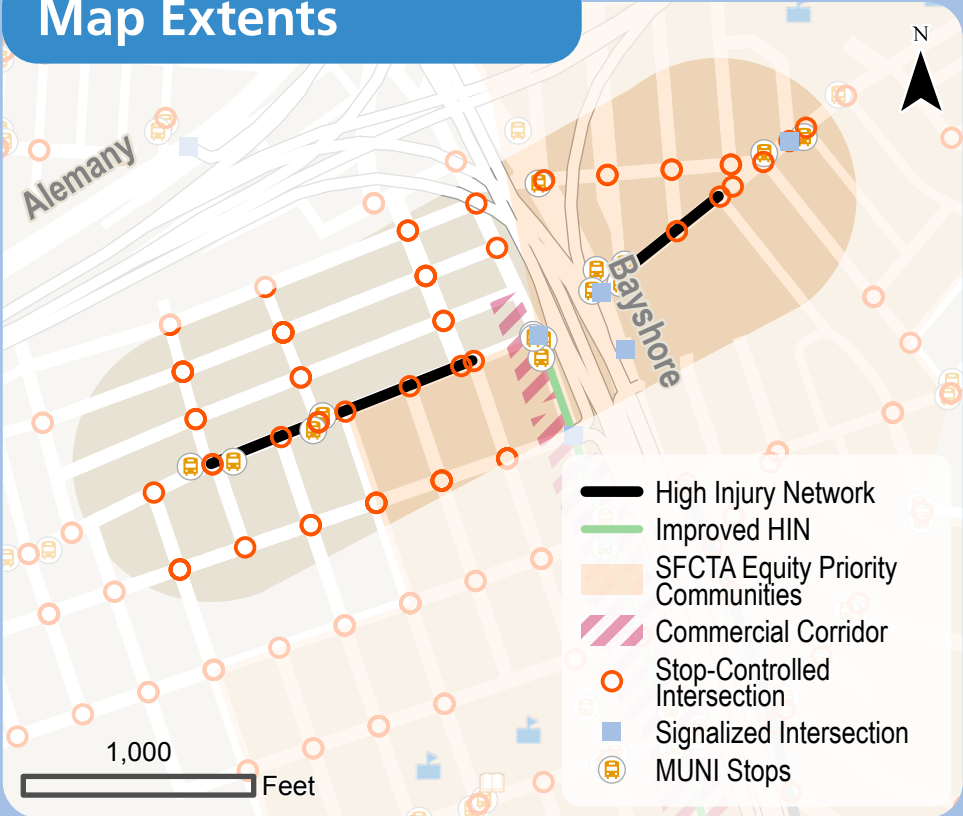 Map Extents
N
Alemany
Bayshore
High Injury Network
Improved HIN
SFCTA Equity Priority
Communities
Commercial Corridor
Stop-Controlled
Intersection
Signalized Intersection
MUNI Stops
1,000
Feet